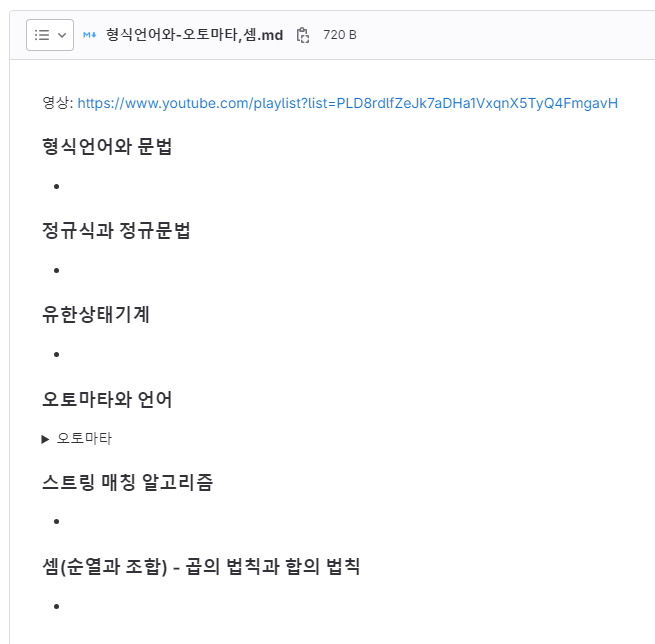 형식언어와-오토마타,셈.md 720 B
영상: https://www.youtube.com/playlist?list=PLD8rdlfZeJk7aDHa1VxqnX5TyQ4FmgavH
형식언어와 문법
정규식과 정규문법
유한상태기계
오토마타와 언어
오토마타
스트링 매칭 알고리즘
셈(순열과 조합) - 곱의 법칙과 합의 법칙